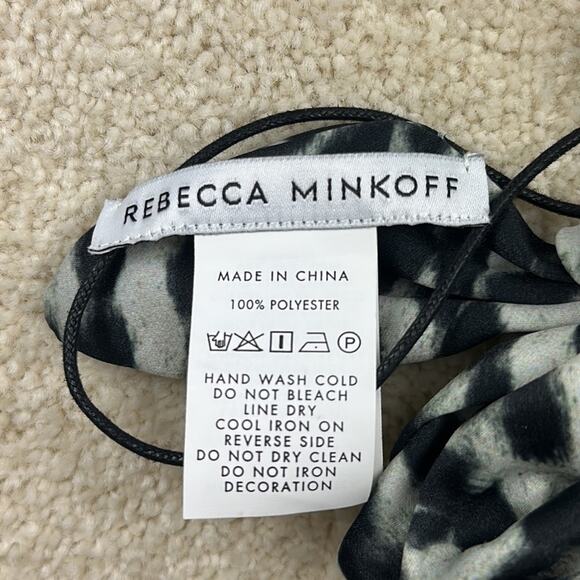 REBECCA MINKOFF
MADE IN CHINA
100% POLYESTER
P
HAND WASH COLD
DO NOT BLEACH
LINE DRY
COOL IRON ON
REVERSE SIDE
DO NOT DRY CLEAN
DO NOT IRON
DECORATION